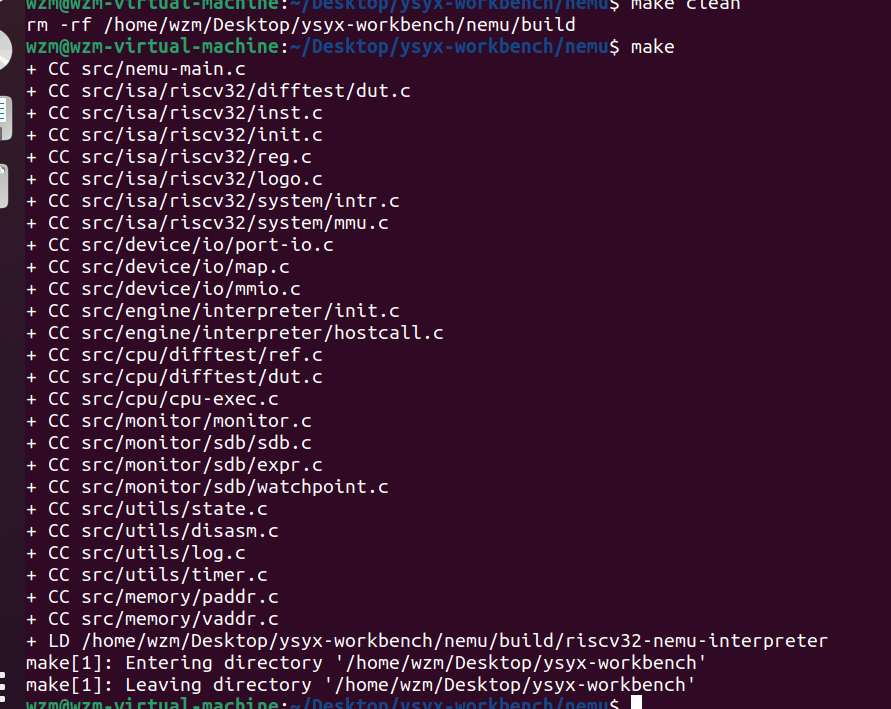 wzm@wzm-virtual-machine:~/Desktop/ysyx-workbench/nemu$ make clean
rm -rf /home/wzm/Desktop/ysyx-workbench/nemu/build
wzm@wzm-virtual-machine:~/Desktop/ysyx-workbench/nemu$ make
+ CC src/nemu-main.c
+ CC src/isa/riscv32/difftest/dut.c
+ CC src/isa/riscv32/inst.c
+ CC src/isa/riscv32/init.c
+ CC src/isa/riscv32/reg.c
+ CC src/isa/riscv32/logo.c
+ CC src/isa/riscv32/system/intr.c
+ CC src/isa/riscv32/system/mmu.c
+ CC src/device/io/port-io.c
+ CC src/device/io/map.c
+ CC src/device/io/mmio.c
+ CC src/engine/interpreter/init.c
+ CC src/engine/interpreter/hostcall.c
+ CC src/cpu/difftest/ref.c
+ CC src/cpu/difftest/dut.c
+ CC src/cpu/cpu-exec.c
+ CC src/monitor/monitor.c
+ CC src/monitor/sdb/sdb.c
+ CC src/monitor/sdb/expr.c
+ CC src/monitor/sdb/watchpoint.c
+ CC src/utils/state.c
+ CC src/utils/disasm.c
+ CC src/utils/log.c
+ CC src/utils/timer.c
+ CC src/memory/paddr.c
+ CC src/memory/vaddr.c
+ LD /home/wzm/Desktop/ysyx-workbench/nemu/build/riscv32-nemu-interpreter
make[1]: Entering directory '/home/wzm/Desktop/ysyx-workbench'
make[1]: Leaving directory '/home/wzm/Desktop/ysyx-workbench'
wzm@wzm-virtual-machine:~/Desktop/ysyx-workbench/nemu$